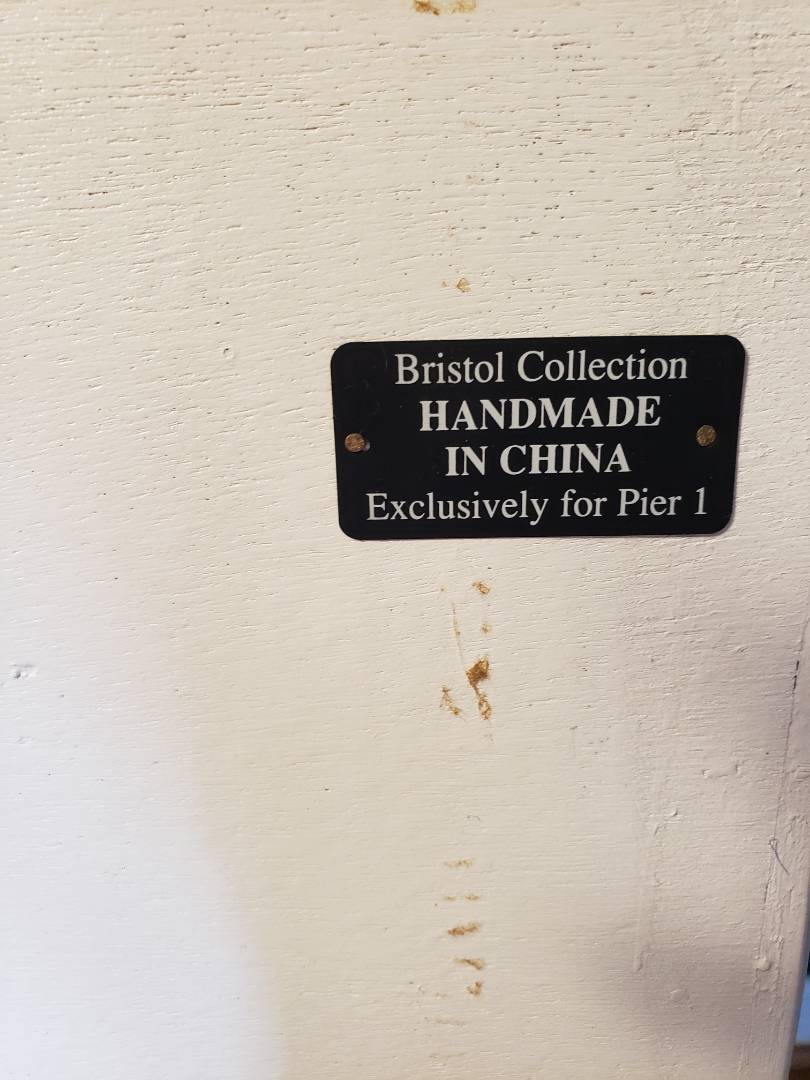 Bristol Collection
HANDMADE
IN CHINA
Exclusively for Pier 1